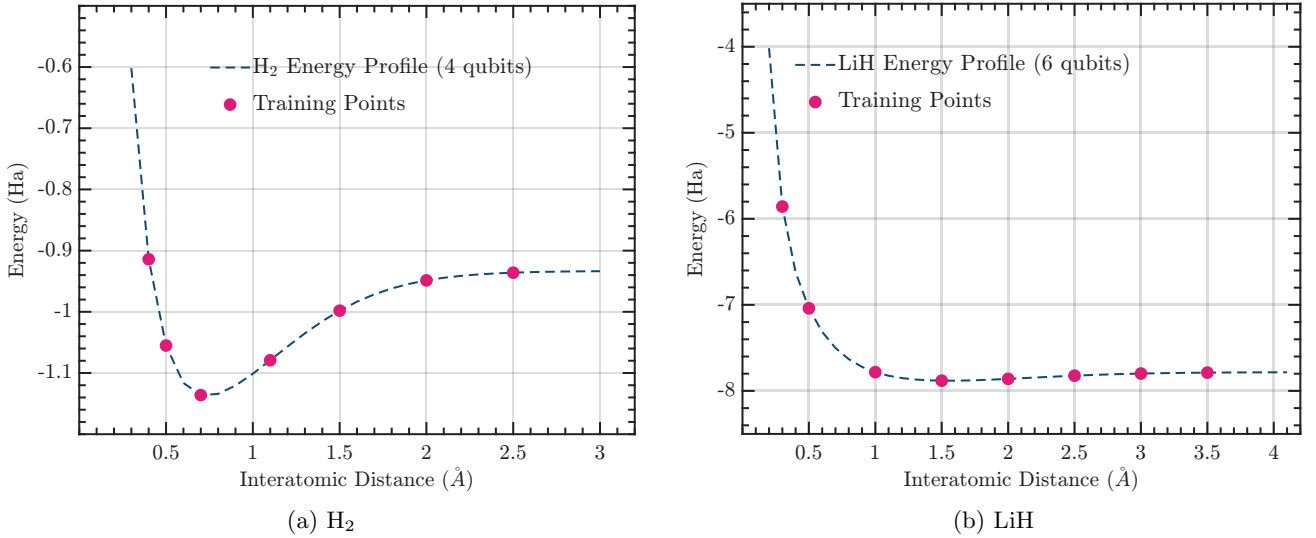 -0.6
-0.7
-0.8
-0.9
-1
-1.1
Energy (Ha)
H₂ Energy Profile (4 qubits)
Training Points
0.5 1 1.5 2 2.5 3
Interatomic Distance (Å)
(a) H₂
-4
-5
-6
-7
-8
Energy (Ha)
LiH Energy Profile (6 qubits)
Training Points
0.5 1 1.5 2 2.5 3 3.5 4
Interatomic Distance (Å)
(b) LiH